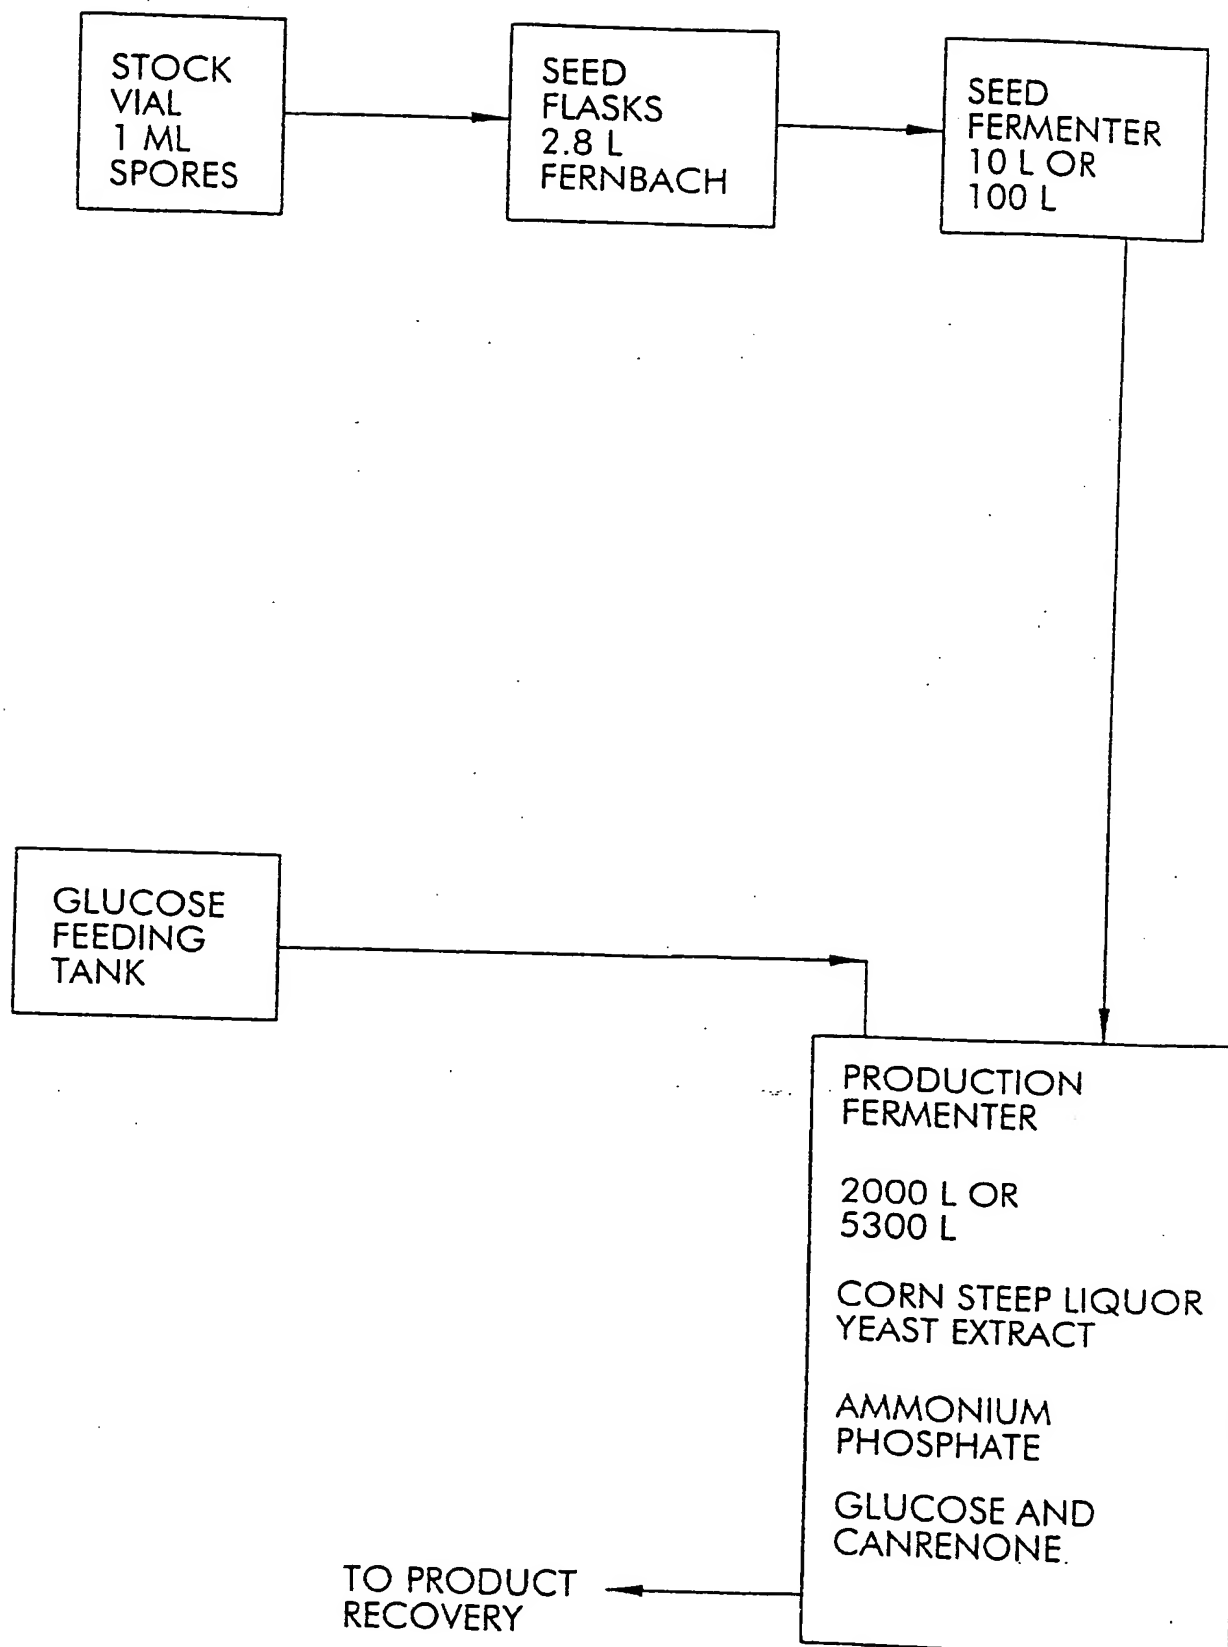 STOCK
VIAL
1 ML
SPORES
SEED
FLASKS
2.8 L
FERNBACH
SEED
FERMENTER
10 L OR
100 L
GLUCOSE
FEEDING
TANK
PRODUCTION
FERMENTER
2000 L OR
5300 L
CORN STEEP LIQUOR
YEAST EXTRACT
AMMONIUM
PHOSPHATE
GLUCOSE AND
CANRENONE.
TO PRODUCT
RECOVERY